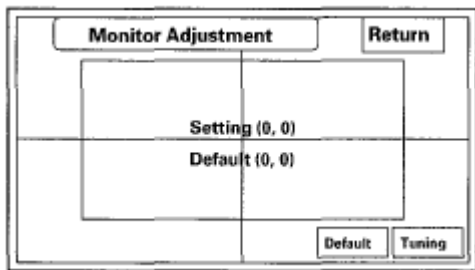 Monitor Adjustment
Return
Setting (0, 0)
Default (0, 0)
Default
Tuning